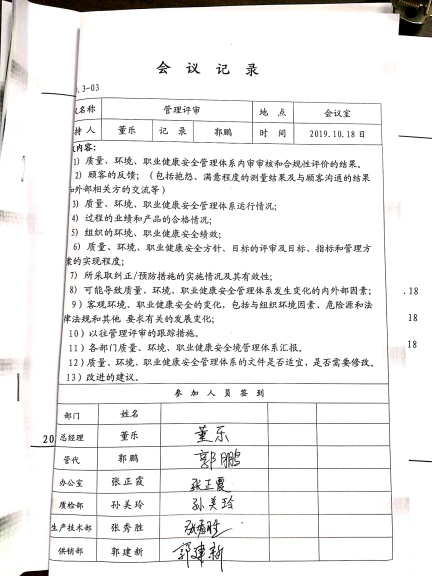 会 议 记 录
.3-03
名称 管理评审 地 点 会议室
持 人 董乐 记 录 郭鹏 时 间 2019.10.18 日
内容:
1) 质量、环境、职业健康安全管理体系内审审核和合规性评价的结果。
2) 顾客的反馈;(包括抱怨、满意程度的测量结果及与顾客沟通的结果
和外部相关方的交流等)
3) 质量、环境、职业健康安全管理体系运行情况;
4) 过程的业绩和产品的合格情况;
5) 组织的环境、职业健康安全绩效;
6) 质量、环境、职业健康安全方针、目标的评审及目标、指标和管理方
案的实现程度;
7) 所采取纠正/预防措施的实施情况及其有效性;
8) 可能导致质量、环境、职业健康安全管理体系发生变化的内外部因素;
.18
9)客观环境、职业健康安全的变化,包括与组织环境因素、危险源和法
律法规和其他 要求有关的发展变化;
18
10)以往管理评审的跟踪措施。
11)各部门质量、环境、职业健康安全境管理体系汇报。
18
12)质量、环境、职业健康安全管理体系的文件是否适宜,是否需要修改。
13)改进的建议。
参 加 人 员 签 到
部门 姓名
20
总经理 董乐 董乐
管代 郭鹏 郭鹏
办公室 张正霞 张正霞
质检部 孙美玲 孙美玲
生产技术部 张秀胜 张秀胜
供销部 郭建新 郭建新